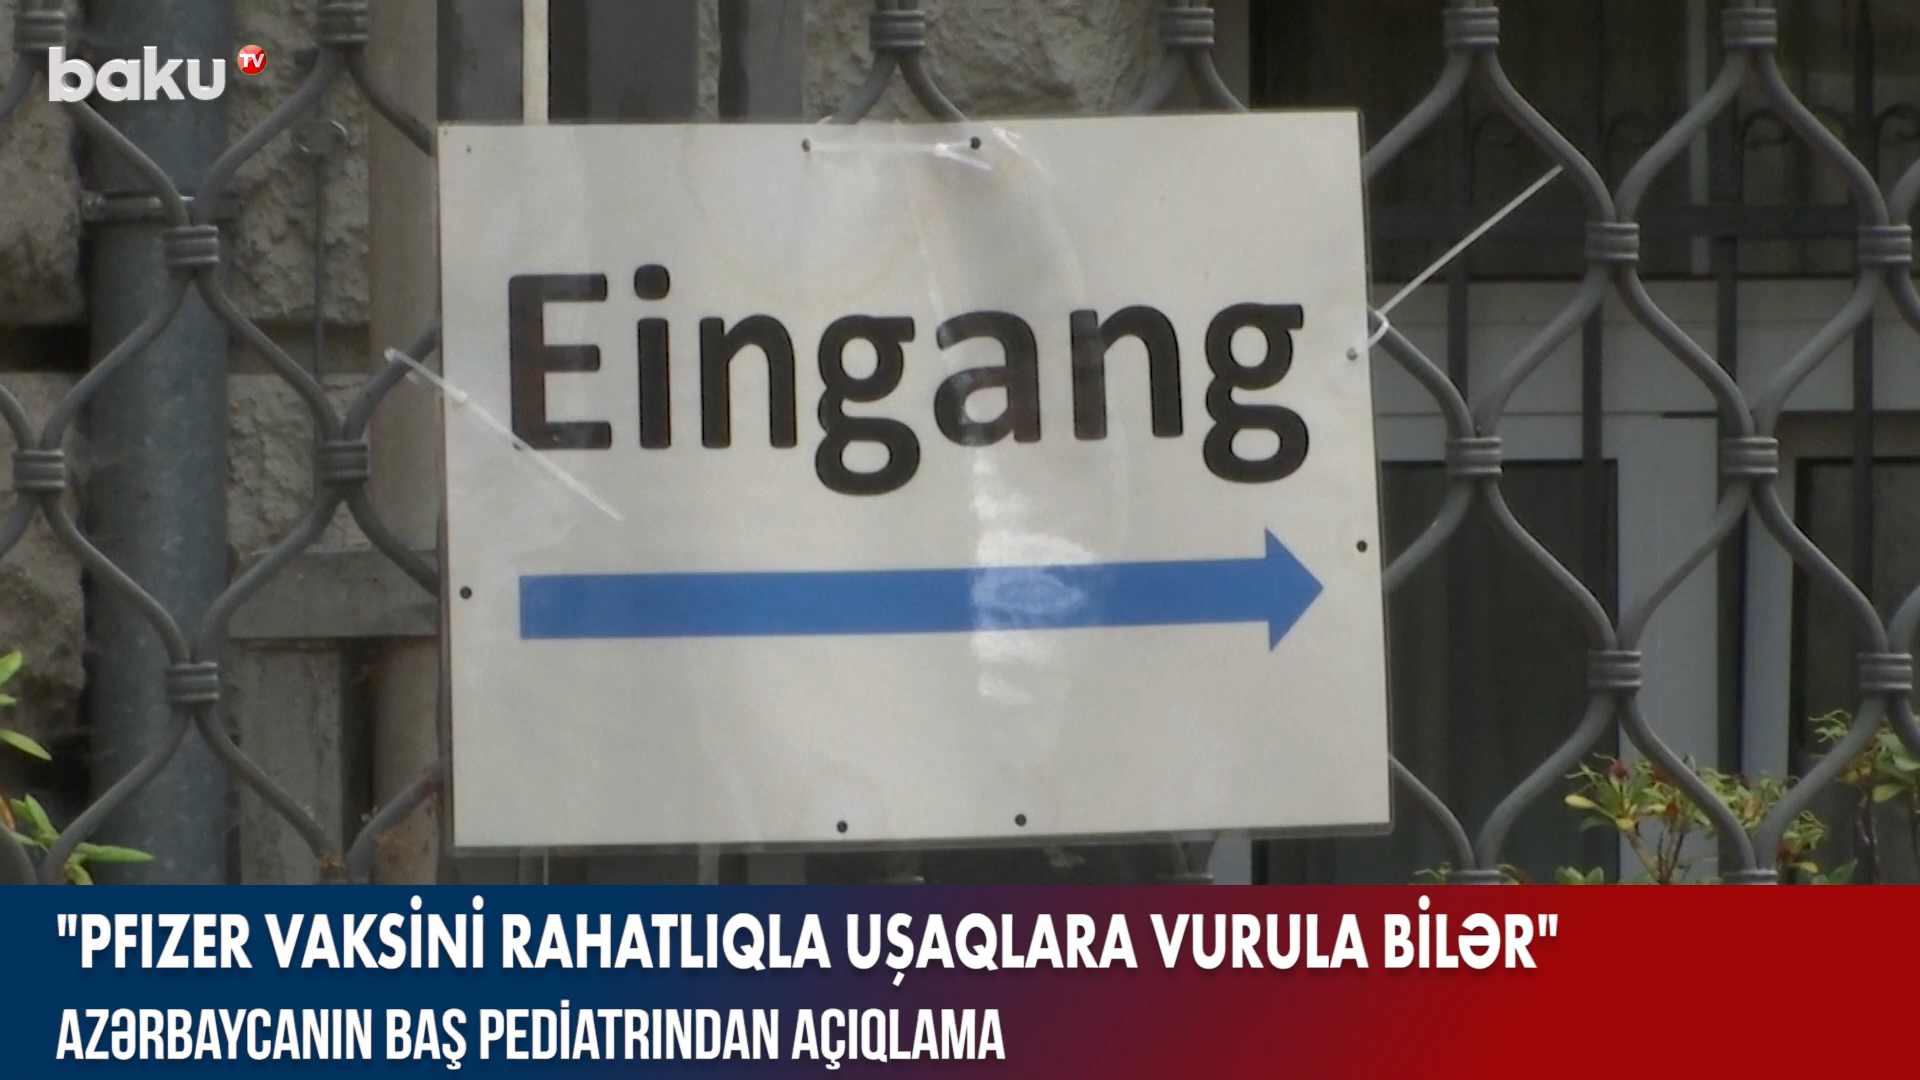 baku TV
Eingang
"PFIZER VAKSİNİ RAHATLIQLA UŞAQLARA VURULA BİLƏR"
AZƏRBAYCANIN BAŞ PEDİATRINDAN AÇIQLAMA